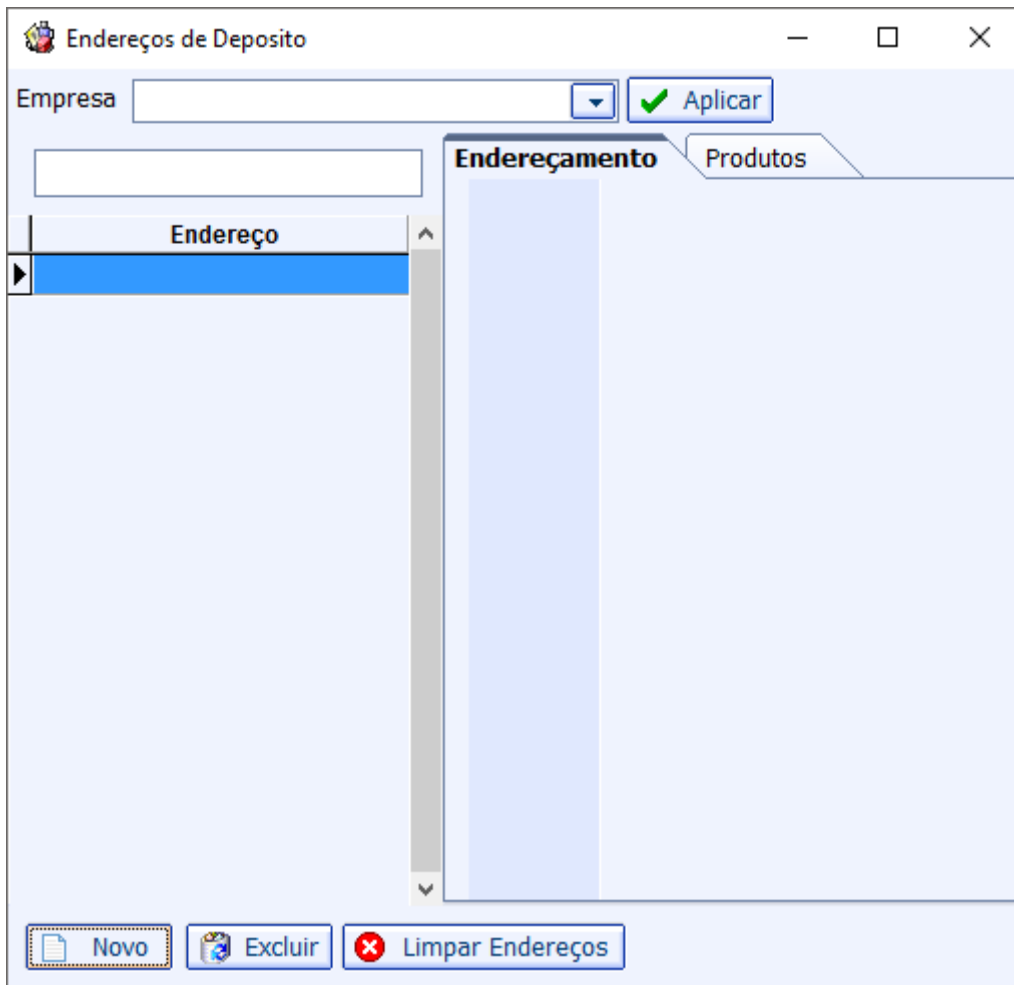 Endereços de Deposito
Empresa
Aplicar
Endereçamento
Produtos
Endereço
Novo
Excluir
Limpar Endereços